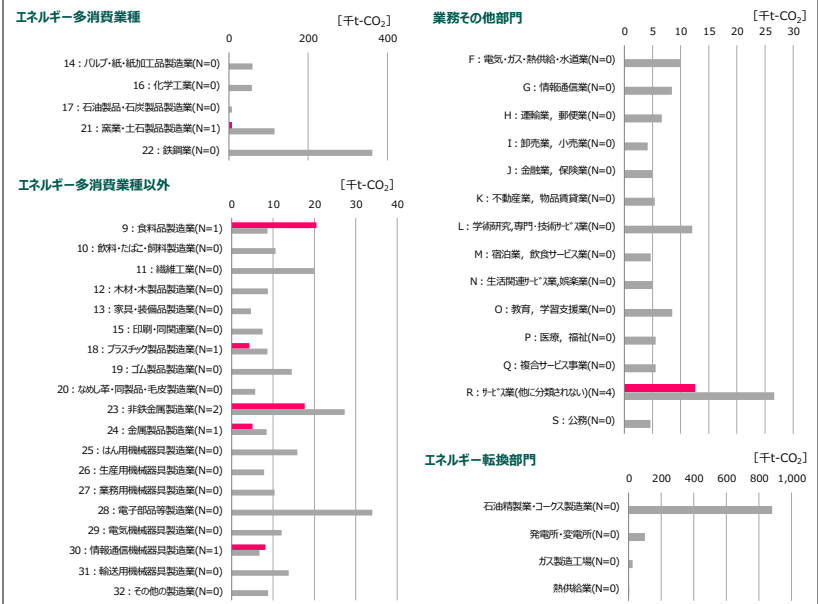 エネルギー多消費業種
[千t-CO2]
0 200 400
14：パルプ・紙・紙加工品製造業(N=0)
16：化学工業(N=0)
17：石油製品・石炭製品製造業(N=0)
21：窯業・土石製品製造業(N=1)
22：鉄鋼業(N=0)
エネルギー多消費業種以外
[千t-CO2]
0 10 20 30 40
9：食料品製造業(N=1)
10：飲料・たばこ・飼料製造業(N=0)
11：繊維工業(N=0)
12：木材・木製品製造業(N=0)
13：家具・装備品製造業(N=0)
15：印刷・同関連業(N=0)
18：プラスチック製品製造業(N=1)
19：ゴム製品製造業(N=0)
20：なめし革・同製品・毛皮製造業(N=0)
23：非鉄金属製造業(N=2)
24：金属製品製造業(N=1)
25：はん用機械器具製造業(N=0)
26：生産用機械器具製造業(N=0)
27：業務用機械器具製造業(N=0)
28：電子部品等製造業(N=0)
29：電気機械器具製造業(N=0)
30：情報通信機械器具製造業(N=1)
31：輸送用機械器具製造業(N=0)
32：その他の製造業(N=0)
業務その他部門
[千t-CO2]
0 5 10 15 20 25 30
F：電気・ガス・熱供給・水道業(N=0)
G：情報通信業(N=0)
H：運輸業，郵便業(N=0)
I：卸売業，小売業(N=0)
J：金融業，保険業(N=0)
K：不動産業，物品賃貸業(N=0)
L：学術研究,専門・技術ｻｰﾋﾞｽ業(N=0)
M：宿泊業，飲食サービス業(N=0)
N：生活関連ｻｰﾋﾞｽ業,娯楽業(N=0)
O：教育，学習支援業(N=0)
P：医療，福祉(N=0)
Q：複合サービス事業(N=0)
R：ｻｰﾋﾞｽ業(他に分類されない)(N=4)
S：公務(N=0)
エネルギー転換部門
[千t-CO2]
0 200 400 600 800 1,000
石油精製業・コークス製造業(N=0)
発電所・変電所(N=0)
ガス製造工場(N=0)
熱供給業(N=0)